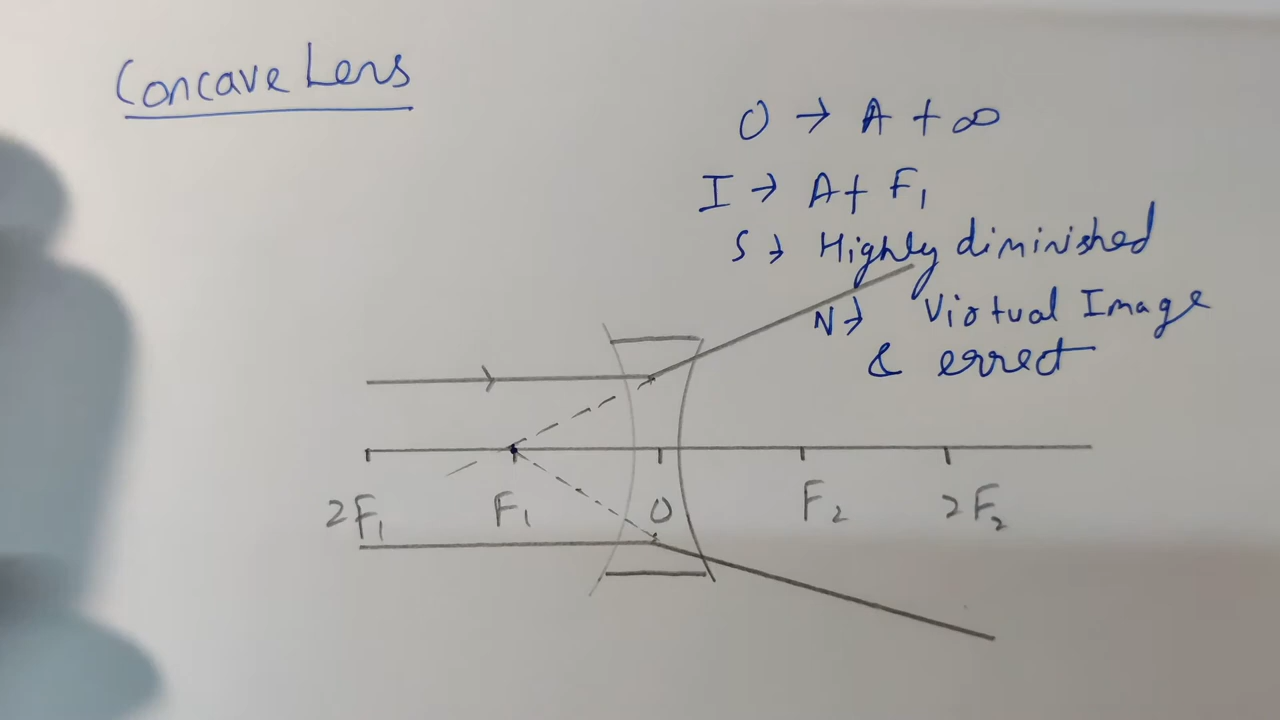 Concave Lens
O → A + ∞
I → A+ F₁
S → Highly diminished
N → Virtual Image
& errect
2F₁ F₁ O F₂ 2F₂